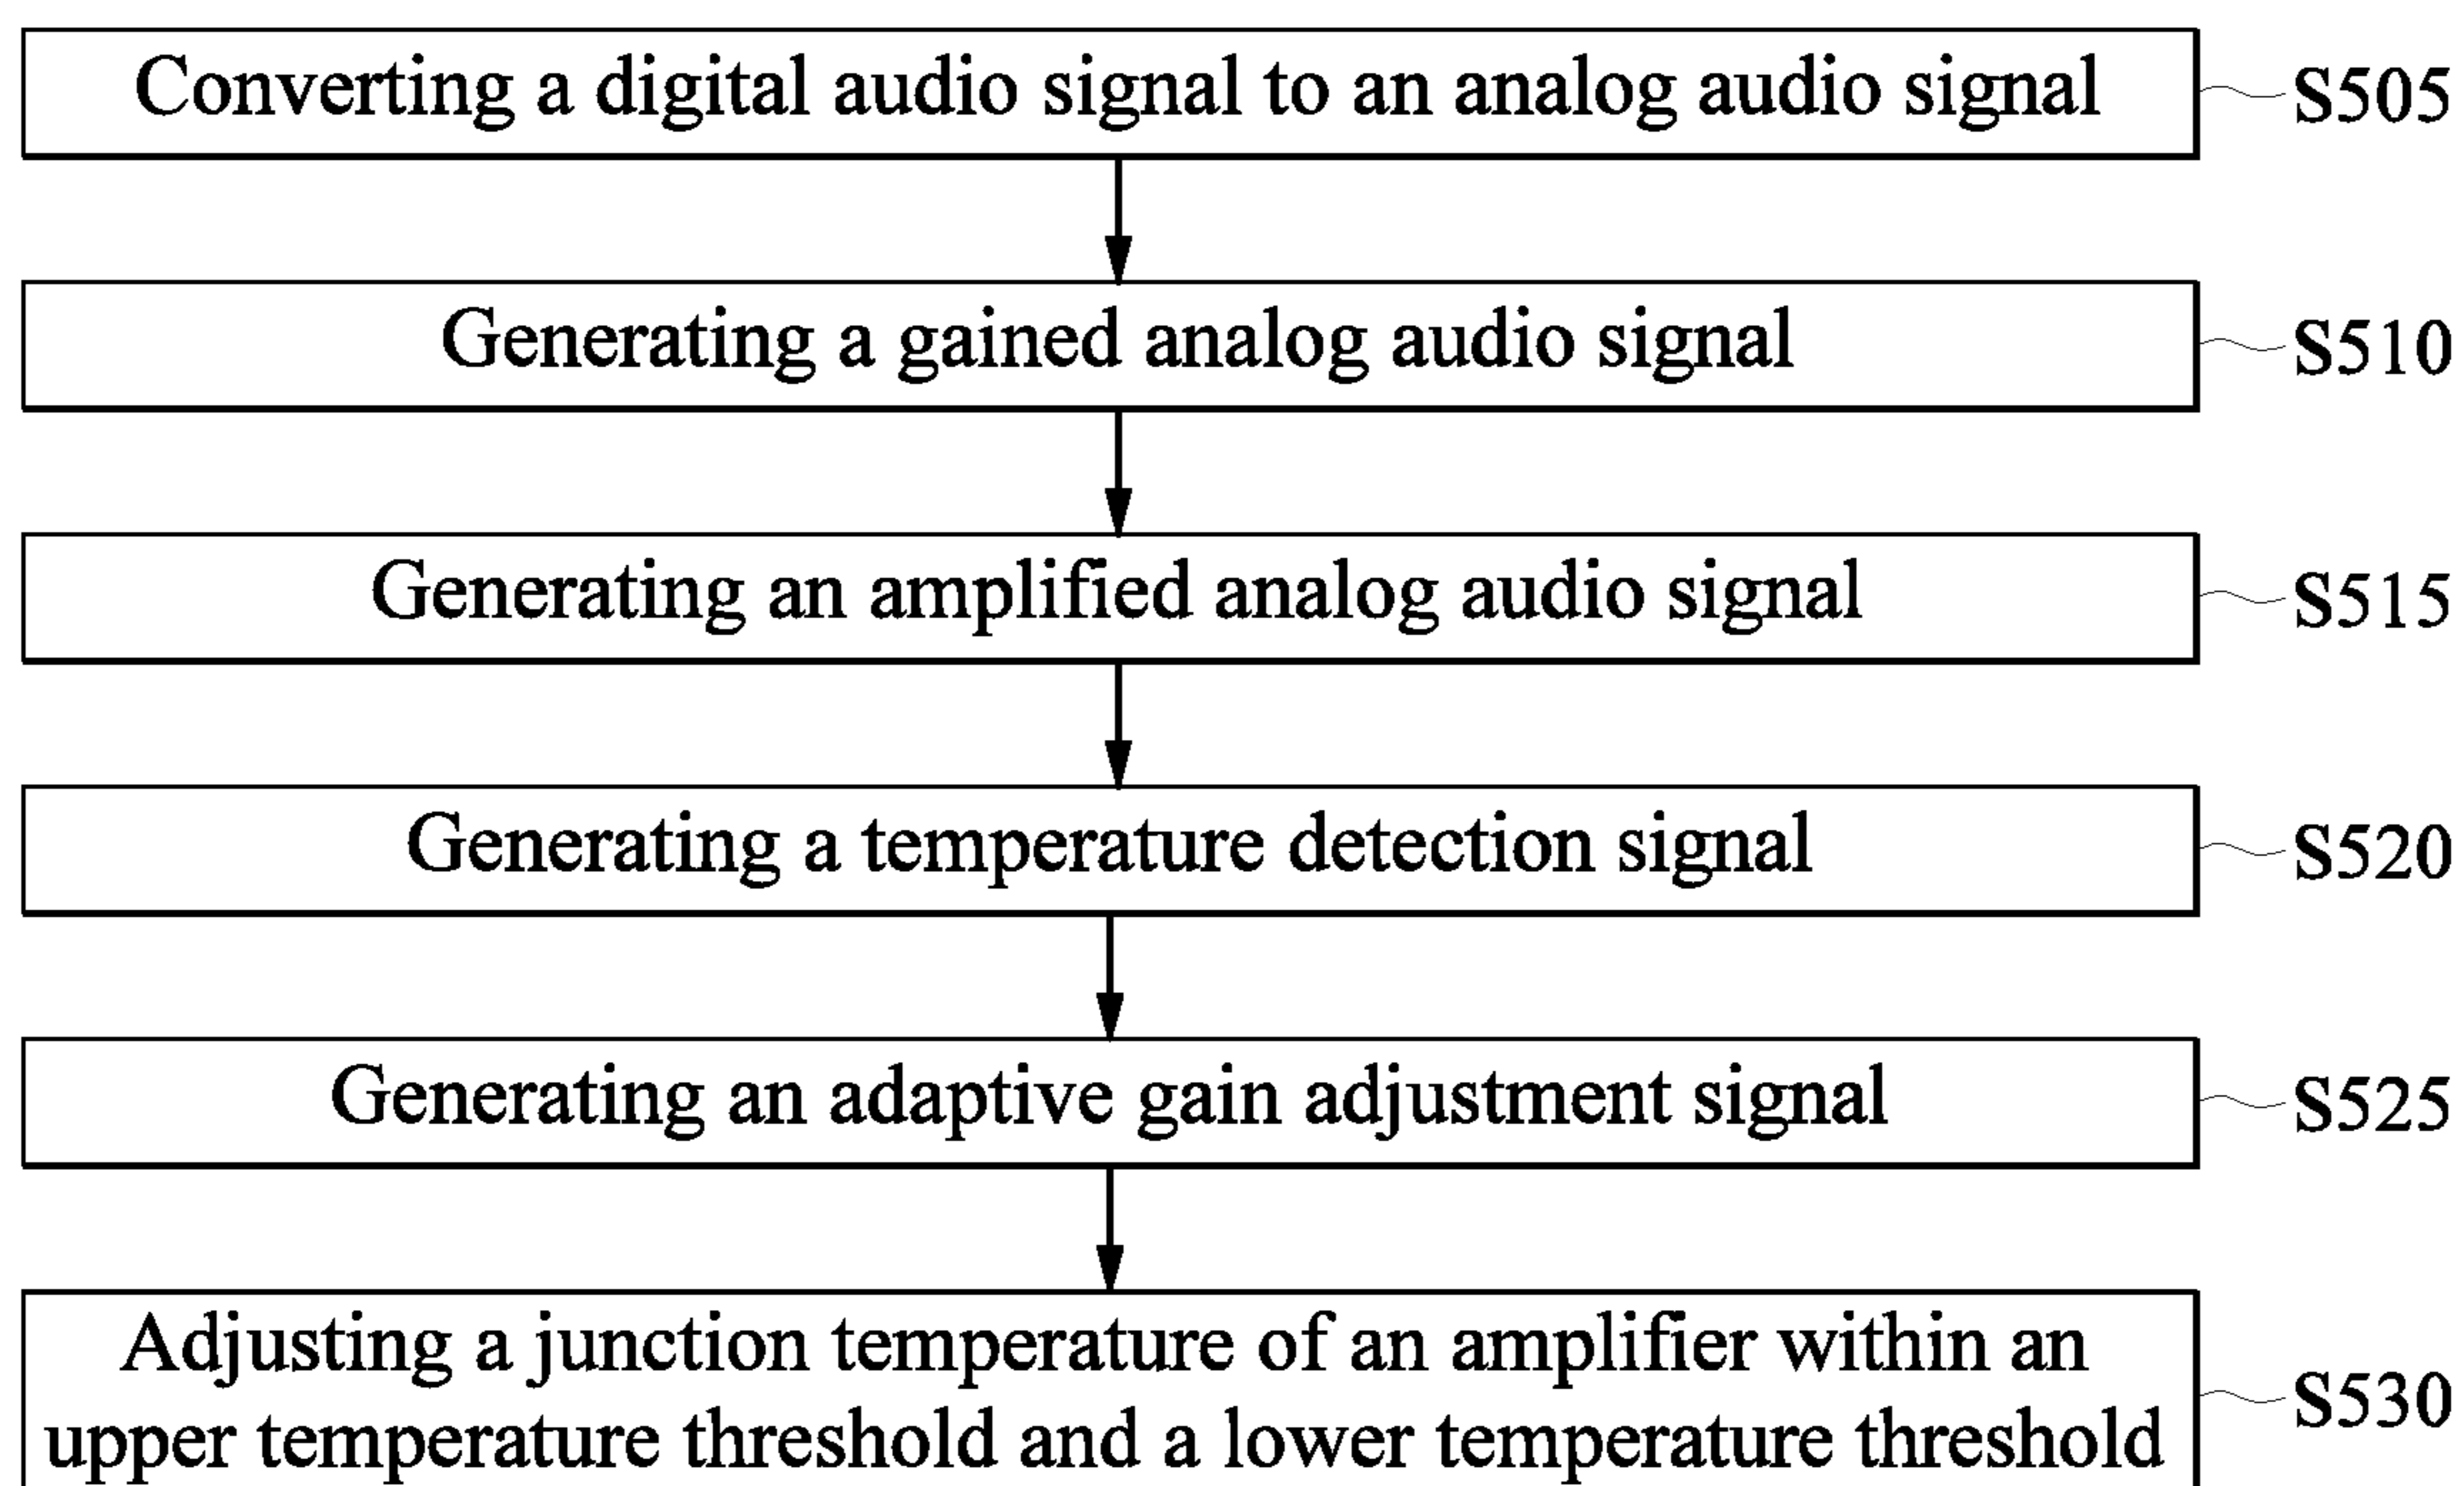 Converting a digital audio signal to an analog audio signal S505
Generating a gained analog audio signal S510
Generating an amplified analog audio signal S515
Generating a temperature detection signal S520
Generating an adaptive gain adjustment signal S525
Adjusting a junction temperature of an amplifier within an
upper temperature threshold and a lower temperature threshold
S530